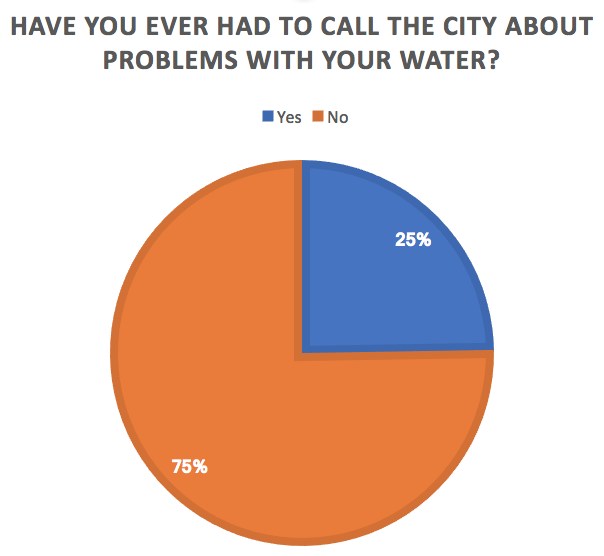 HAVE YOU EVER HAD TO CALL THE CITY ABOUT
PROBLEMS WITH YOUR WATER?
Yes No
25%
75%